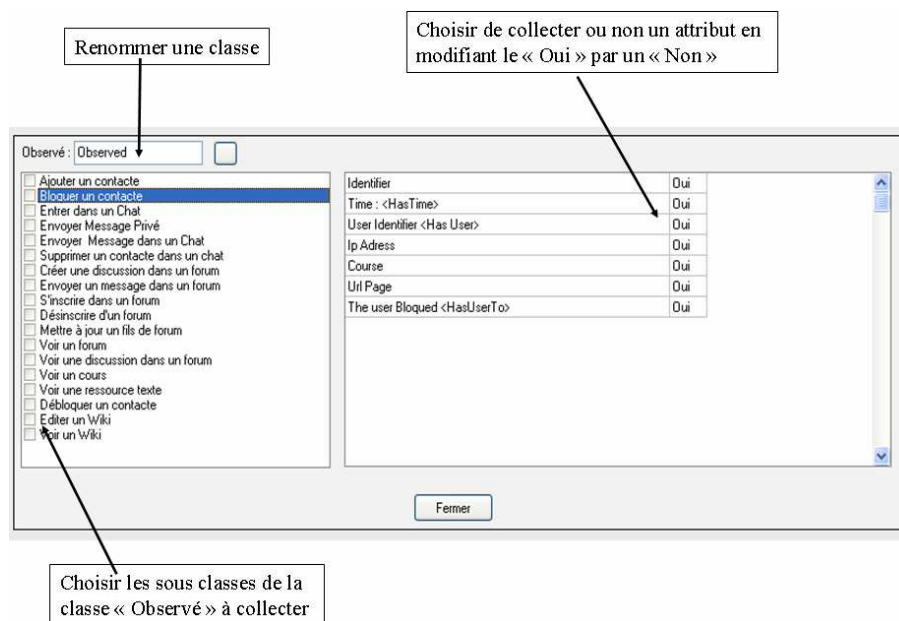 Renommer une classe
Choisir de collecter ou non un attribut en
modifiant le « Oui » par un « Non »
Observé : Observed
Ajouter un contacte
Bloquer un contacte
Entrer dans un Chat
Envoyer Message Privé
Envoyer Message dans un Chat
Supprimer un contacte dans un chat
Créer une discussion dans un forum
Envoyer un message dans un forum
S'inscrire dans un forum
Désinscrire d'un forum
Mettre à jour un fils de forum
Voir un forum
Voir une discussion dans un forum
Voir un cours
Voir une ressource texte
Débloquer un contacte
Editer un Wiki
Voir un Wiki
Identifier Oui
Time : <HasTime> Oui
User Identifier <Has User> Oui
Ip Adress Oui
Course Oui
Url Page Oui
The user Bloqued <HasUserTo> Oui
Fermer
Choisir les sous classes de la
classe « Observé » à collecter